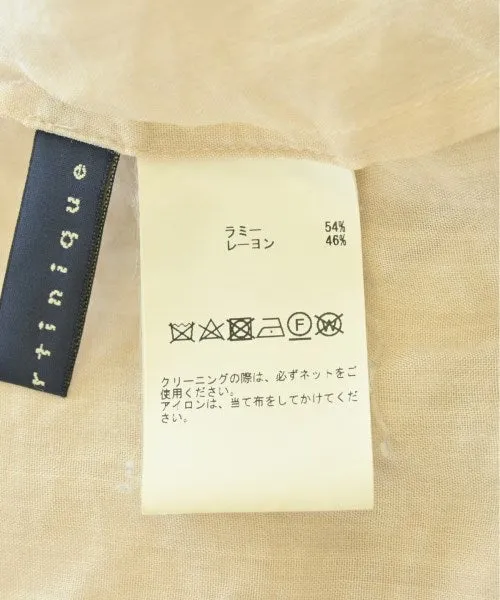 rtinique
ラミー 54%
レーヨン 46%
F W
クリーニングの際は、必ずネットをご
使用ください。
アイロンは、当て布をしてかけてくだ
さい。